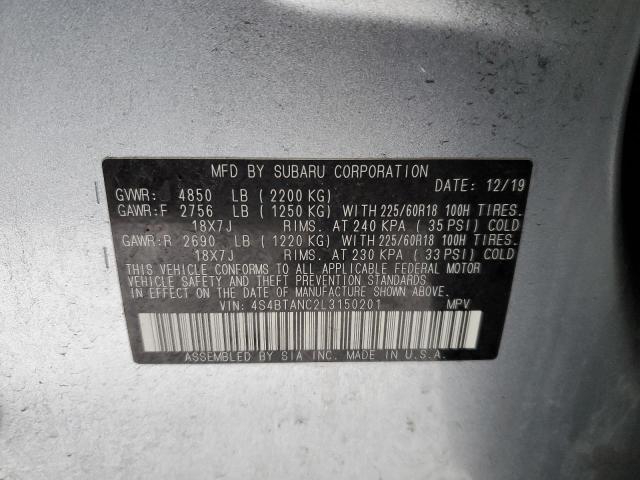 MFD BY SUBARU CORPORATION
DATE: 12/19
GVWR: 4850 LB (2200 KG)
GAWR:F 2756 LB (1250 KG) WITH 225/60R18 100H TIRES.
18X7J RIMS. AT 240 KPA (35 PSI) COLD
GAWR:R 2690 LB (1220 KG) WITH 225/60R18 100H TIRES.
18X7J RIMS. AT 230 KPA (33 PSI) COLD
THIS VEHICLE CONFORMS TO ALL APPLICABLE FEDERAL MOTOR
VEHICLE SAFETY AND THEFT PREVENTION STANDARDS
IN EFFECT ON THE DATE OF MANUFACTURE SHOWN ABOVE.
VIN: 4S4BTANC2L3150201 MPV
ASSEMBLED BY SIA INC. MADE IN U.S.A.